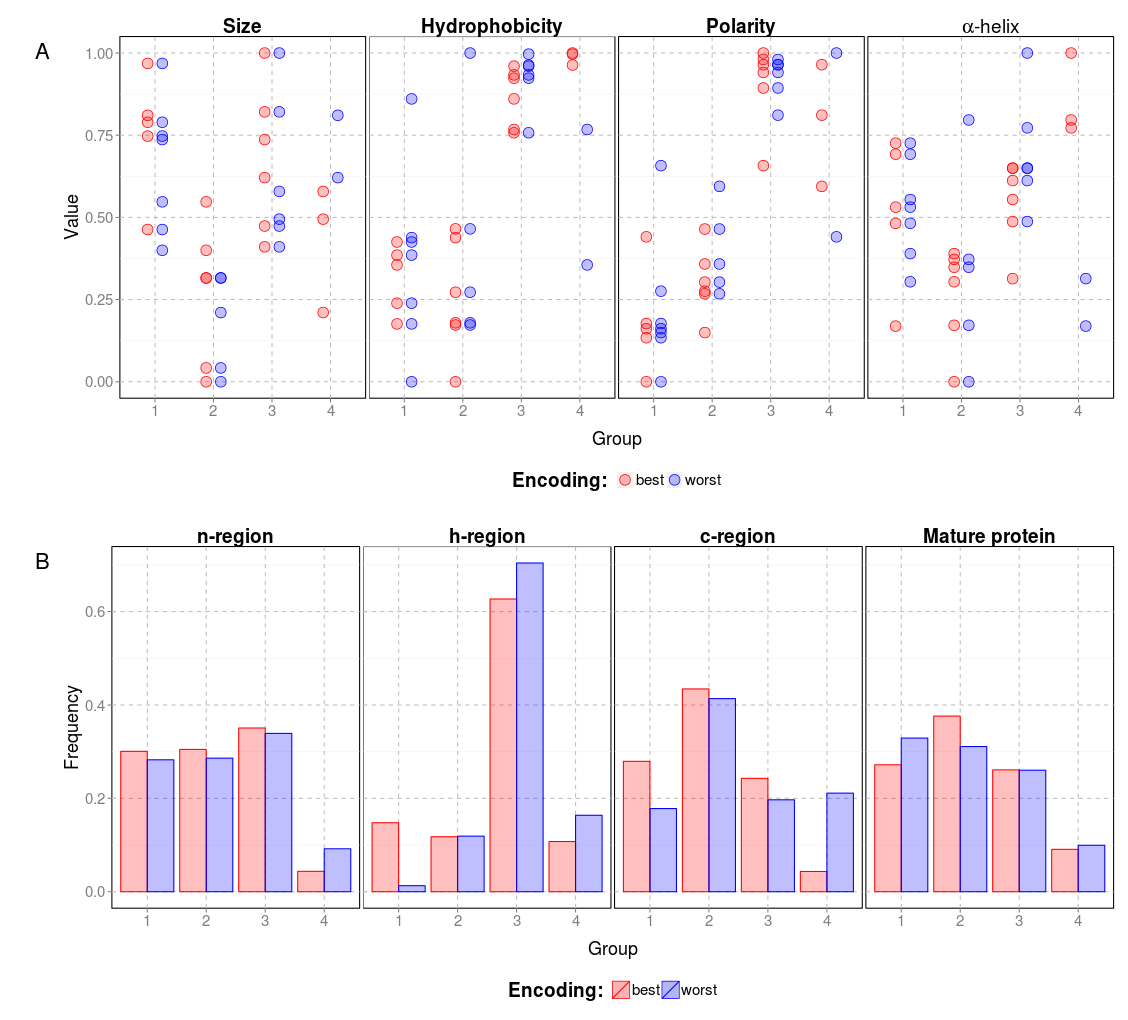 A
Size Hydrophobicity Polarity α-helix
1.00
0.75
0.50
0.25
0.00
Value
1 2 3 4 1 2 3 4 1 2 3 4 1 2 3 4
Group
Encoding: best worst
B
n-region h-region c-region Mature protein
0.6
0.4
0.2
0.0
Frequency
1 2 3 4 1 2 3 4 1 2 3 4 1 2 3 4
Group
Encoding: best worst